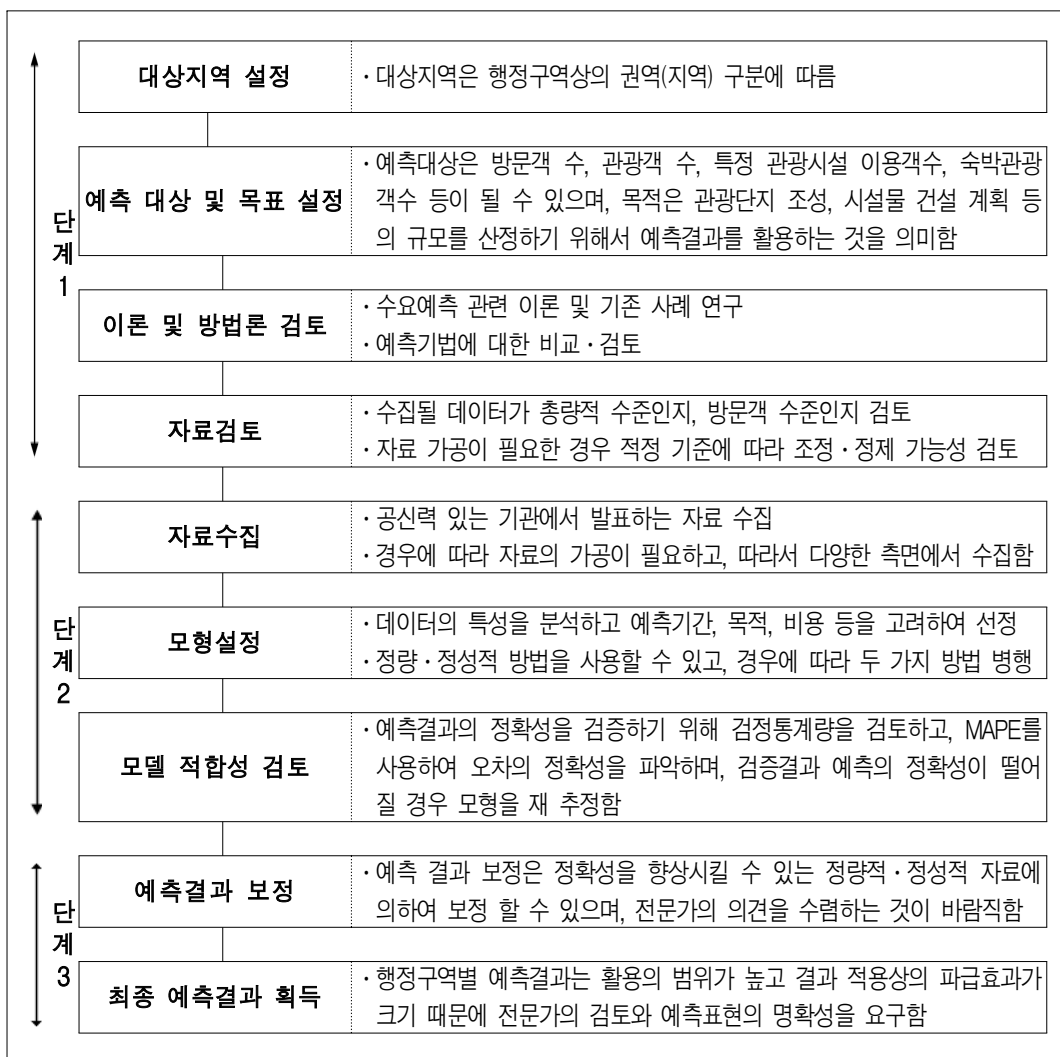 단계1
대상지역 설정
·대상지역은 행정구역상의 권역(지역) 구분에 따름
예측 대상 및 목표 설정
·예측대상은 방문객 수, 관광객 수, 특정 관광시설 이용객수, 숙박관광
객수 등이 될 수 있으며, 목적은 관광단지 조성, 시설물 건설 계획 등
의 규모를 산정하기 위해서 예측결과를 활용하는 것을 의미함
이론 및 방법론 검토
·수요예측 관련 이론 및 기존 사례 연구
·예측기법에 대한 비교·검토
자료검토
·수집될 데이터가 총량적 수준인지, 방문객 수준인지 검토
·자료 가공이 필요한 경우 적정 기준에 따라 조정·정제 가능성 검토
단계2
자료수집
·공신력 있는 기관에서 발표하는 자료 수집
·경우에 따라 자료의 가공이 필요하고, 따라서 다양한 측면에서 수집함
모형설정
·데이터의 특성을 분석하고 예측기간, 목적, 비용 등을 고려하여 선정
·정량·정성적 방법을 사용할 수 있고, 경우에 따라 두 가지 방법 병행
모델 적합성 검토
·예측결과의 정확성을 검증하기 위해 검정통계량을 검토하고, MAPE를
사용하여 오차의 정확성을 파악하며, 검증결과 예측의 정확성이 떨어
질 경우 모형을 재 추정함
단계3
예측결과 보정
·예측 결과 보정은 정확성을 향상시킬 수 있는 정량적·정성적 자료에
의하여 보정 할 수 있으며, 전문가의 의견을 수렴하는 것이 바람직함
최종 예측결과 획득
·행정구역별 예측결과는 활용의 범위가 높고 결과 적용상의 파급효과가
크기 때문에 전문가의 검토와 예측표현의 명확성을 요구함